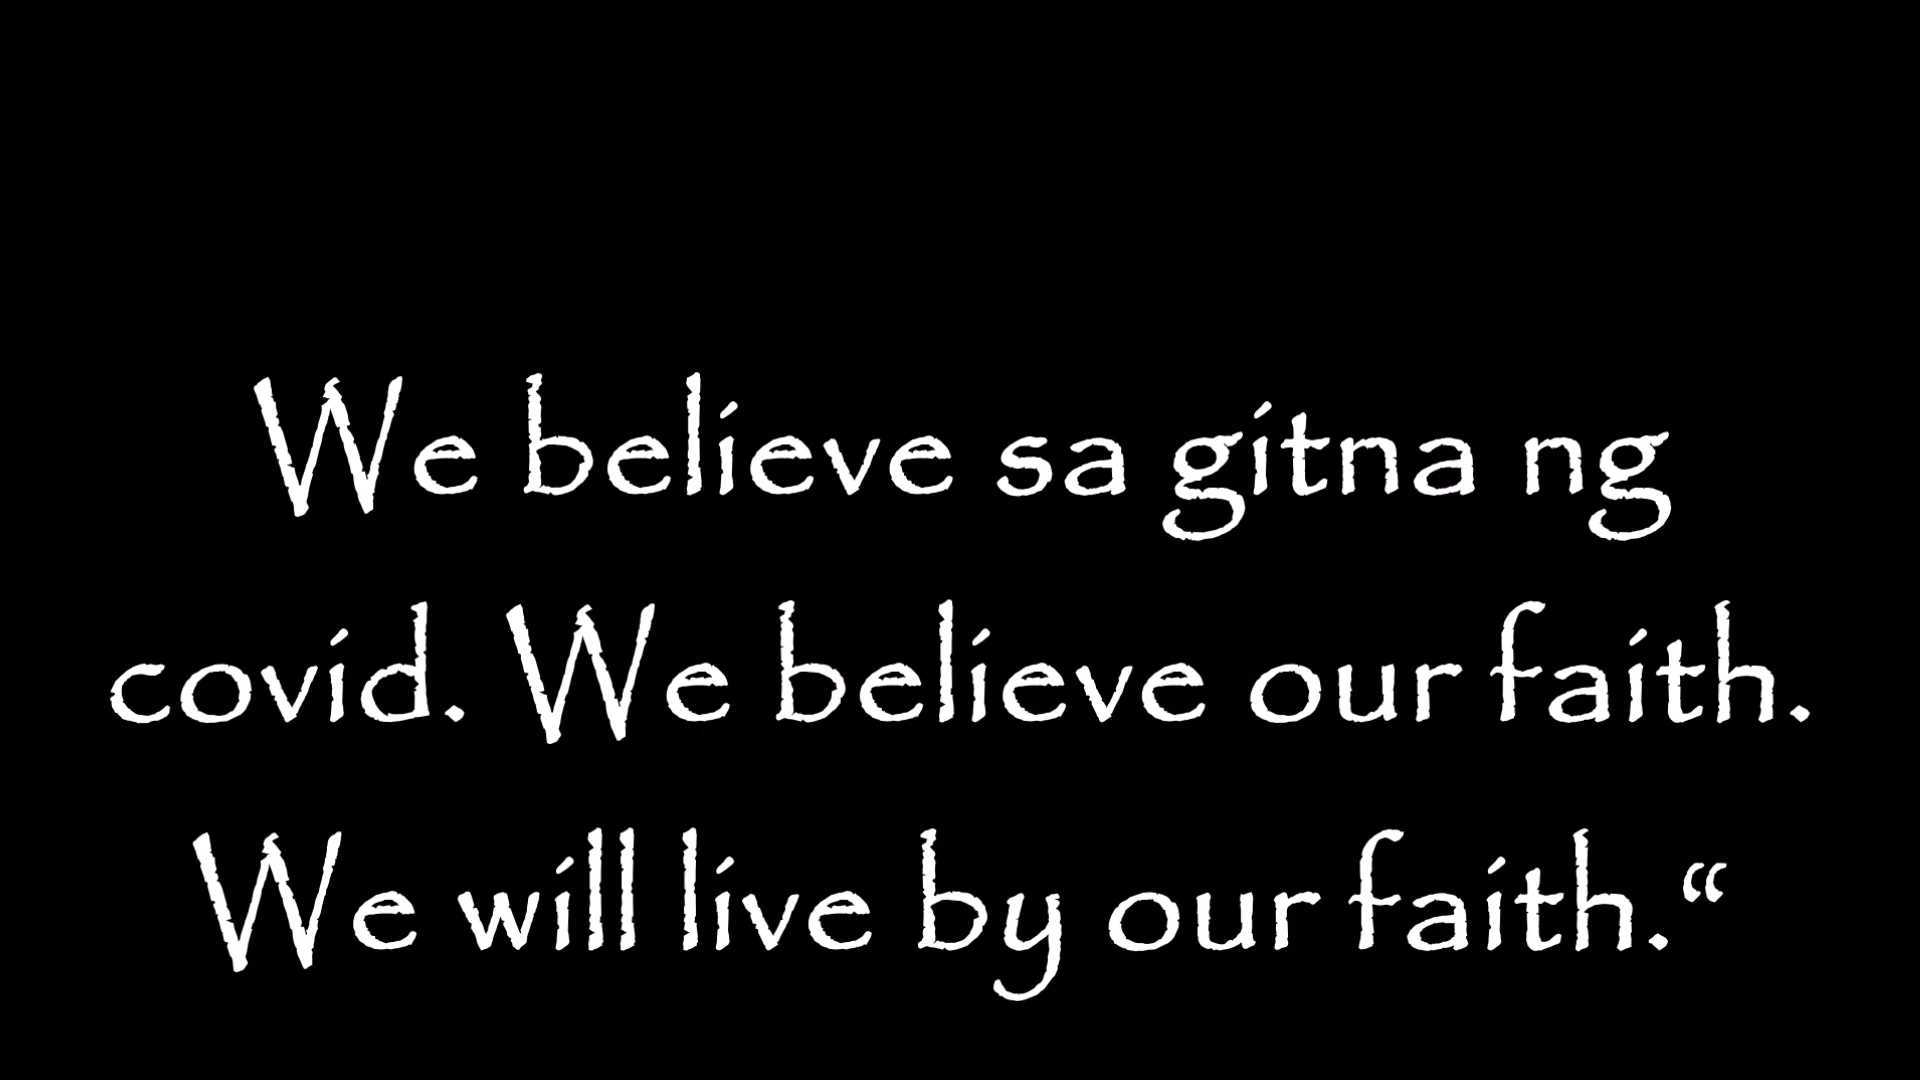 We believe sa gitna ng
covid. We believe our faith.
We will live by our faith.“